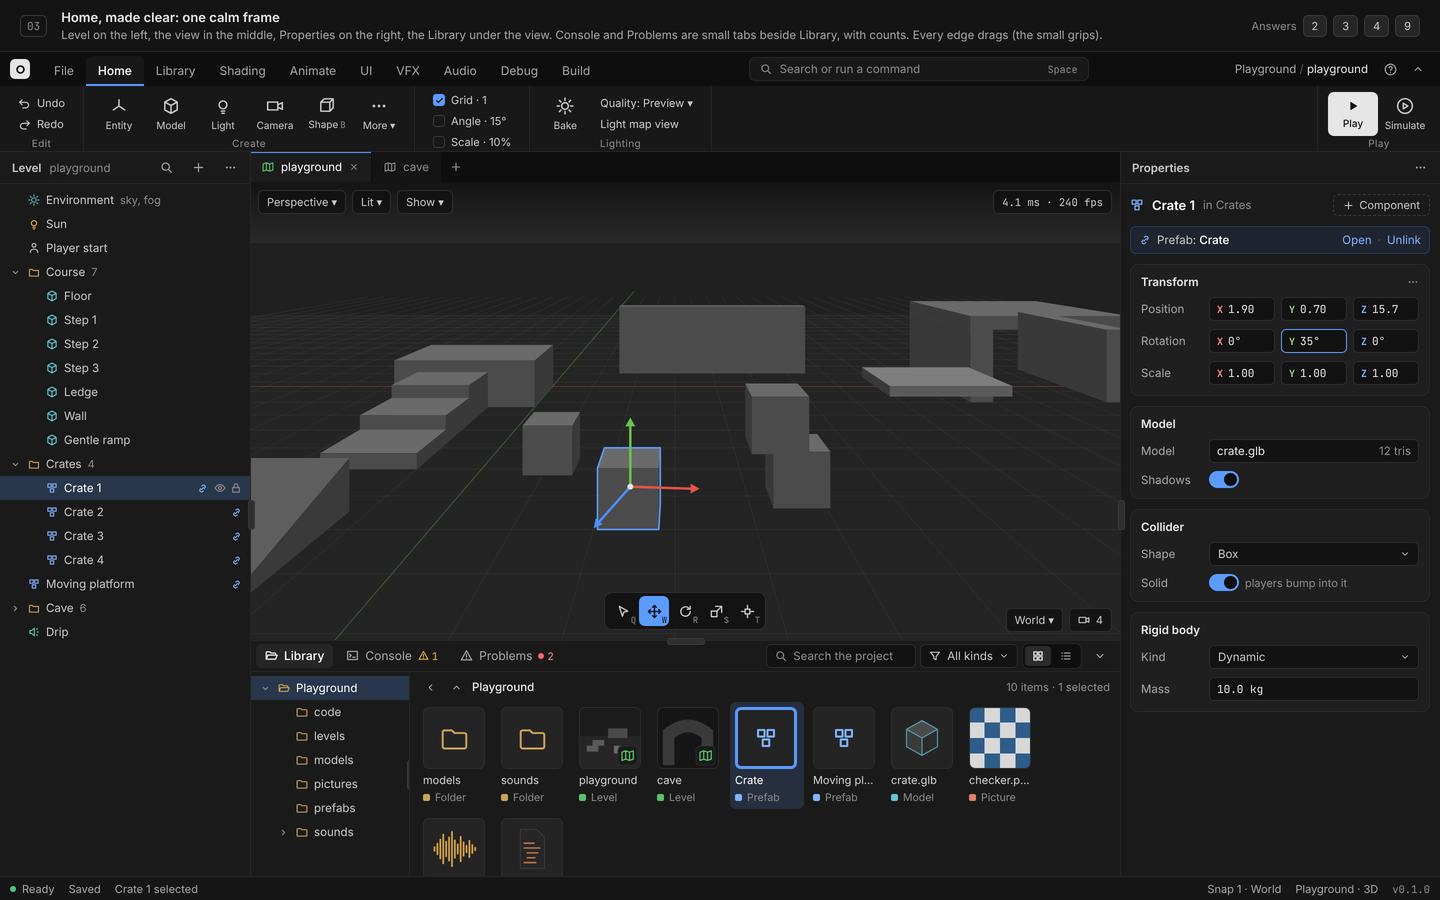 03
Home, made clear: one calm frame
Level on the left, the view in the middle, Properties on the right, the Library under the view. Console and Problems are small tabs beside Library, with counts. Every edge drags (the small grips).
Answers 2 3 4 9
File Home Library Shading Animate UI VFX Audio Debug Build
Search or run a command Space
Playground / playground
Undo
Redo
Edit
Entity Model Light Camera Shape B More ▾
Create
Grid · 1
Angle · 15°
Scale · 10%
Bake
Quality: Preview ▾
Light map view
Lighting
Play Simulate
Play
Level playground
Environment sky, fog
Sun
Player start
Course 7
Floor
Step 1
Step 2
Step 3
Ledge
Wall
Gentle ramp
Crates 4
Crate 1
Crate 2
Crate 3
Crate 4
Moving platform
Cave 6
Drip
playground cave
Perspective ▾ Lit ▾ Show ▾
4.1 ms · 240 fps
Q W R S T
World ▾ 4
Library Console 1 Problems 2
Search the project
All kinds
Playground
code
levels
models
pictures
prefabs
sounds
Playground
10 items · 1 selected
models
Folder
sounds
Folder
playground
Level
cave
Level
Crate
Prefab
Moving pl...
Prefab
crate.glb
Model
checker.p...
Picture
Properties
Crate 1 in Crates
Component
Prefab: Crate
Open · Unlink
Transform
Position X 1.90 Y 0.70 Z 15.7
Rotation X 0° Y 35° Z 0°
Scale X 1.00 Y 1.00 Z 1.00
Model
Model crate.glb 12 tris
Shadows
Collider
Shape Box
Solid players bump into it
Rigid body
Kind Dynamic
Mass 10.0 kg
Ready Saved Crate 1 selected
Snap 1 · World Playground · 3D v0.1.0